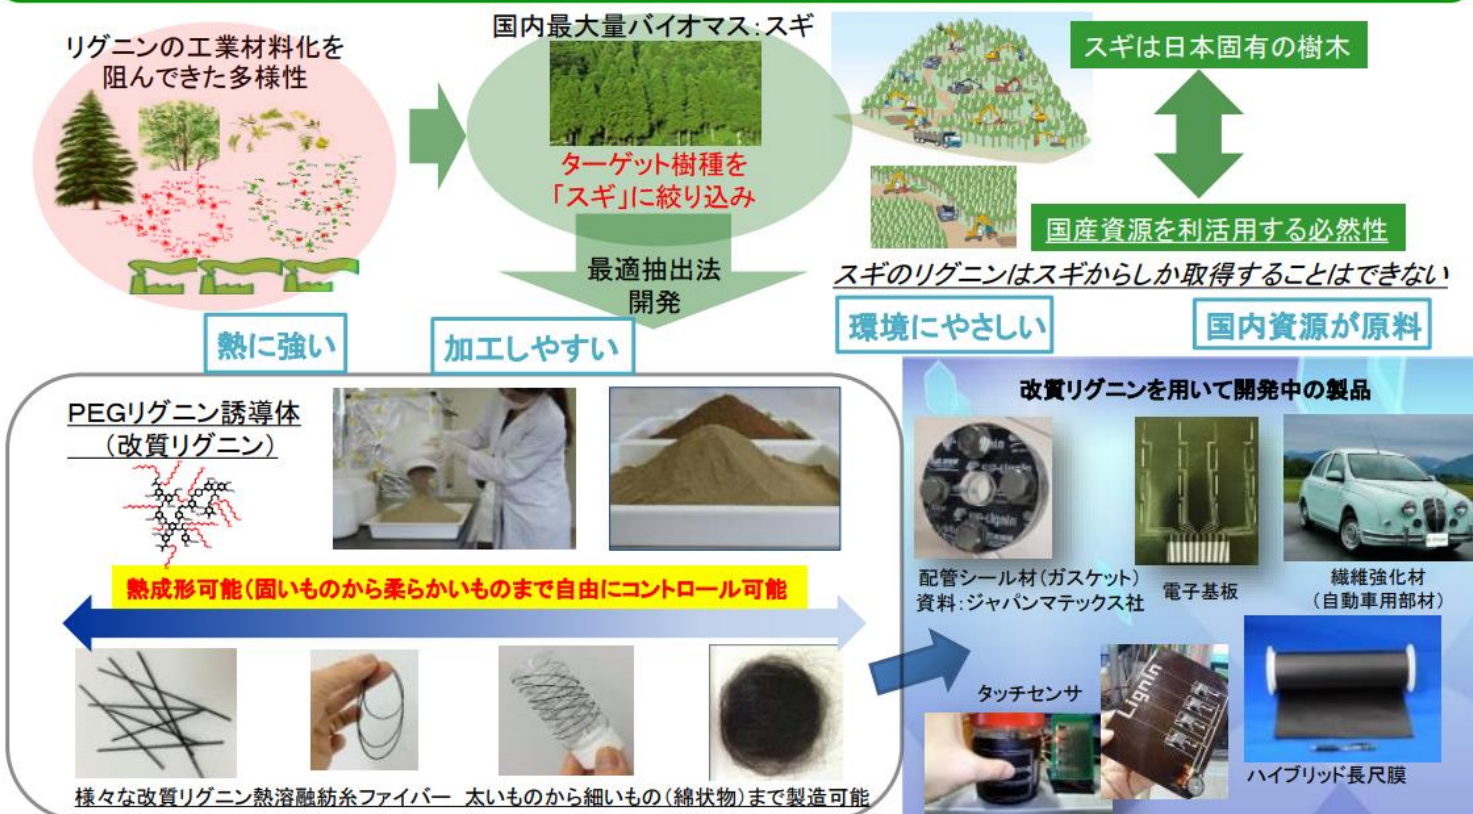 リグニンの工業材料化を
阻んできた多様性
国内最大量バイオマス:スギ
ターゲット樹種を
「スギ」に絞り込み
最適抽出法
開発
スギは日本固有の樹木
国産資源を利活用する必然性
スギのリグニンはスギからしか取得することはできない
熱に強い
加工しやすい
環境にやさしい
国内資源が原料
PEGリグニン誘導体
(改質リグニン)
熱成形可能(固いものから柔らかいものまで自由にコントロール可能
様々な改質リグニン熱溶融紡糸ファイバー 太いものから細いもの(綿状物)まで製造可能
改質リグニンを用いて開発中の製品
配管シール材(ガスケット)
資料:ジャパンマテックス社
電子基板
繊維強化材
(自動車用部材)
タッチセンサ
Lignin
ハイブリッド長尺膜